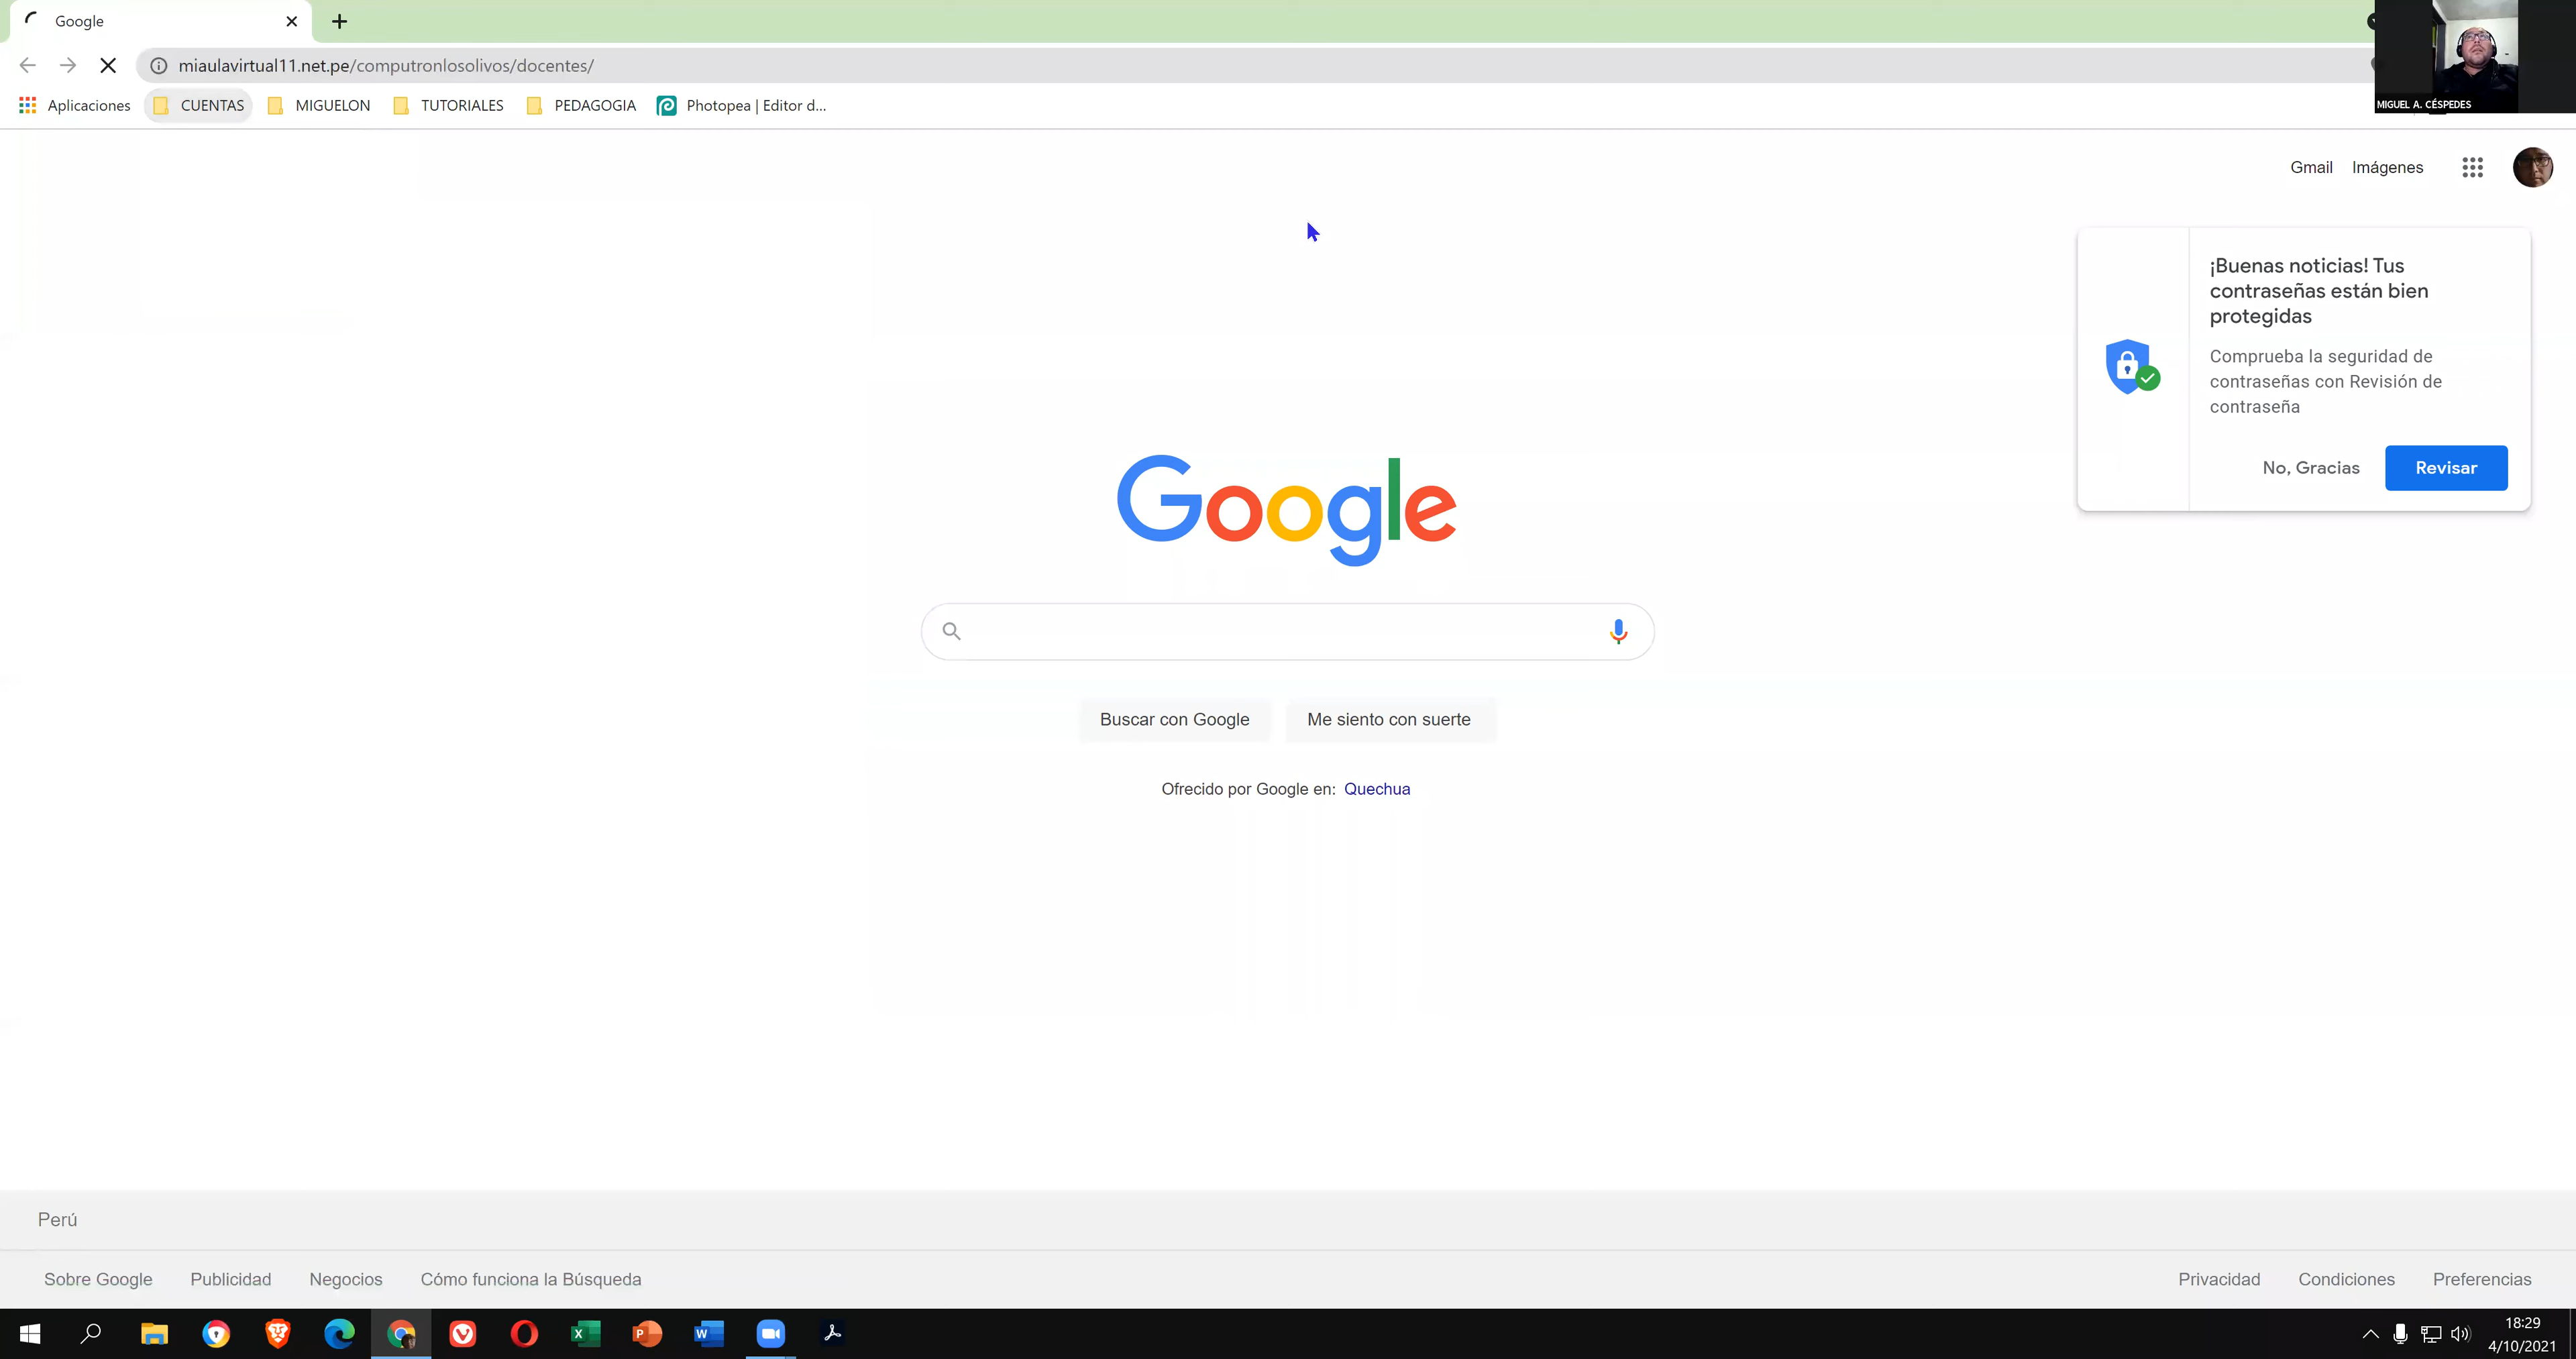 Google
miaulavirtual11.net.pe/computronlosolivos/docentes/
Aplicaciones CUENTAS MIGUELON TUTORIALES PEDAGOGIA Photopea | Editor d...
MIGUEL A. CÉSPEDES
Gmail Imágenes
¡Buenas noticias! Tus
contraseñas están bien
protegidas
Comprueba la seguridad de
contraseñas con Revisión de
contraseña
No, Gracias Revisar
Google
Buscar con Google Me siento con suerte
Ofrecido por Google en: Quechua
Perú
Sobre Google Publicidad Negocios Cómo funciona la Búsqueda Privacidad Condiciones Preferencias
18:29
4/10/2021